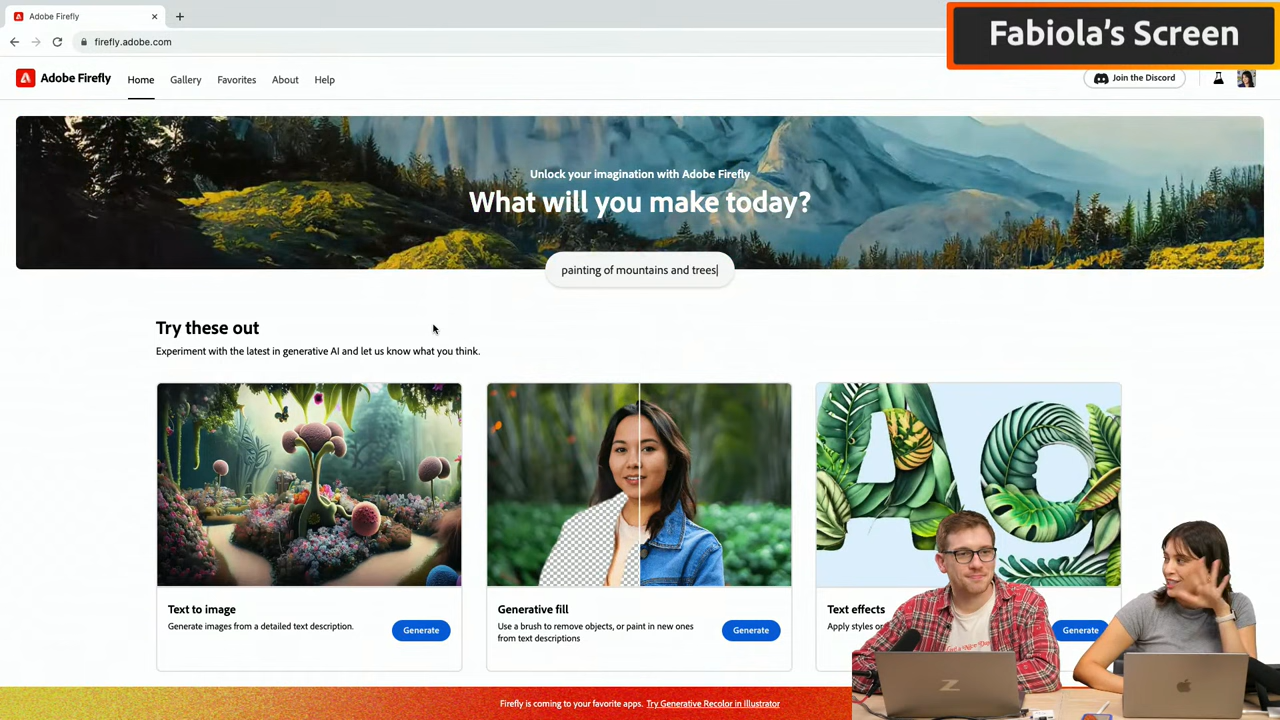 Adobe Firefly
firefly.adobe.com
Fabiola's Screen
Adobe Firefly
Home
Gallery
Favorites
About
Help
Join the Discord
Unlock your imagination with Adobe Firefly
What will you make today?
painting of mountains and trees
Try these out
Experiment with the latest in generative AI and let us know what you think.
Text to image
Generate images from a detailed text description.
Generate
Generative fill
Use a brush to remove objects, or paint in new ones
from text descriptions
Generate
Text effects
Apply styles
Generate
Firefly is coming to your favorite apps. Try Generative Recolor in Illustrator